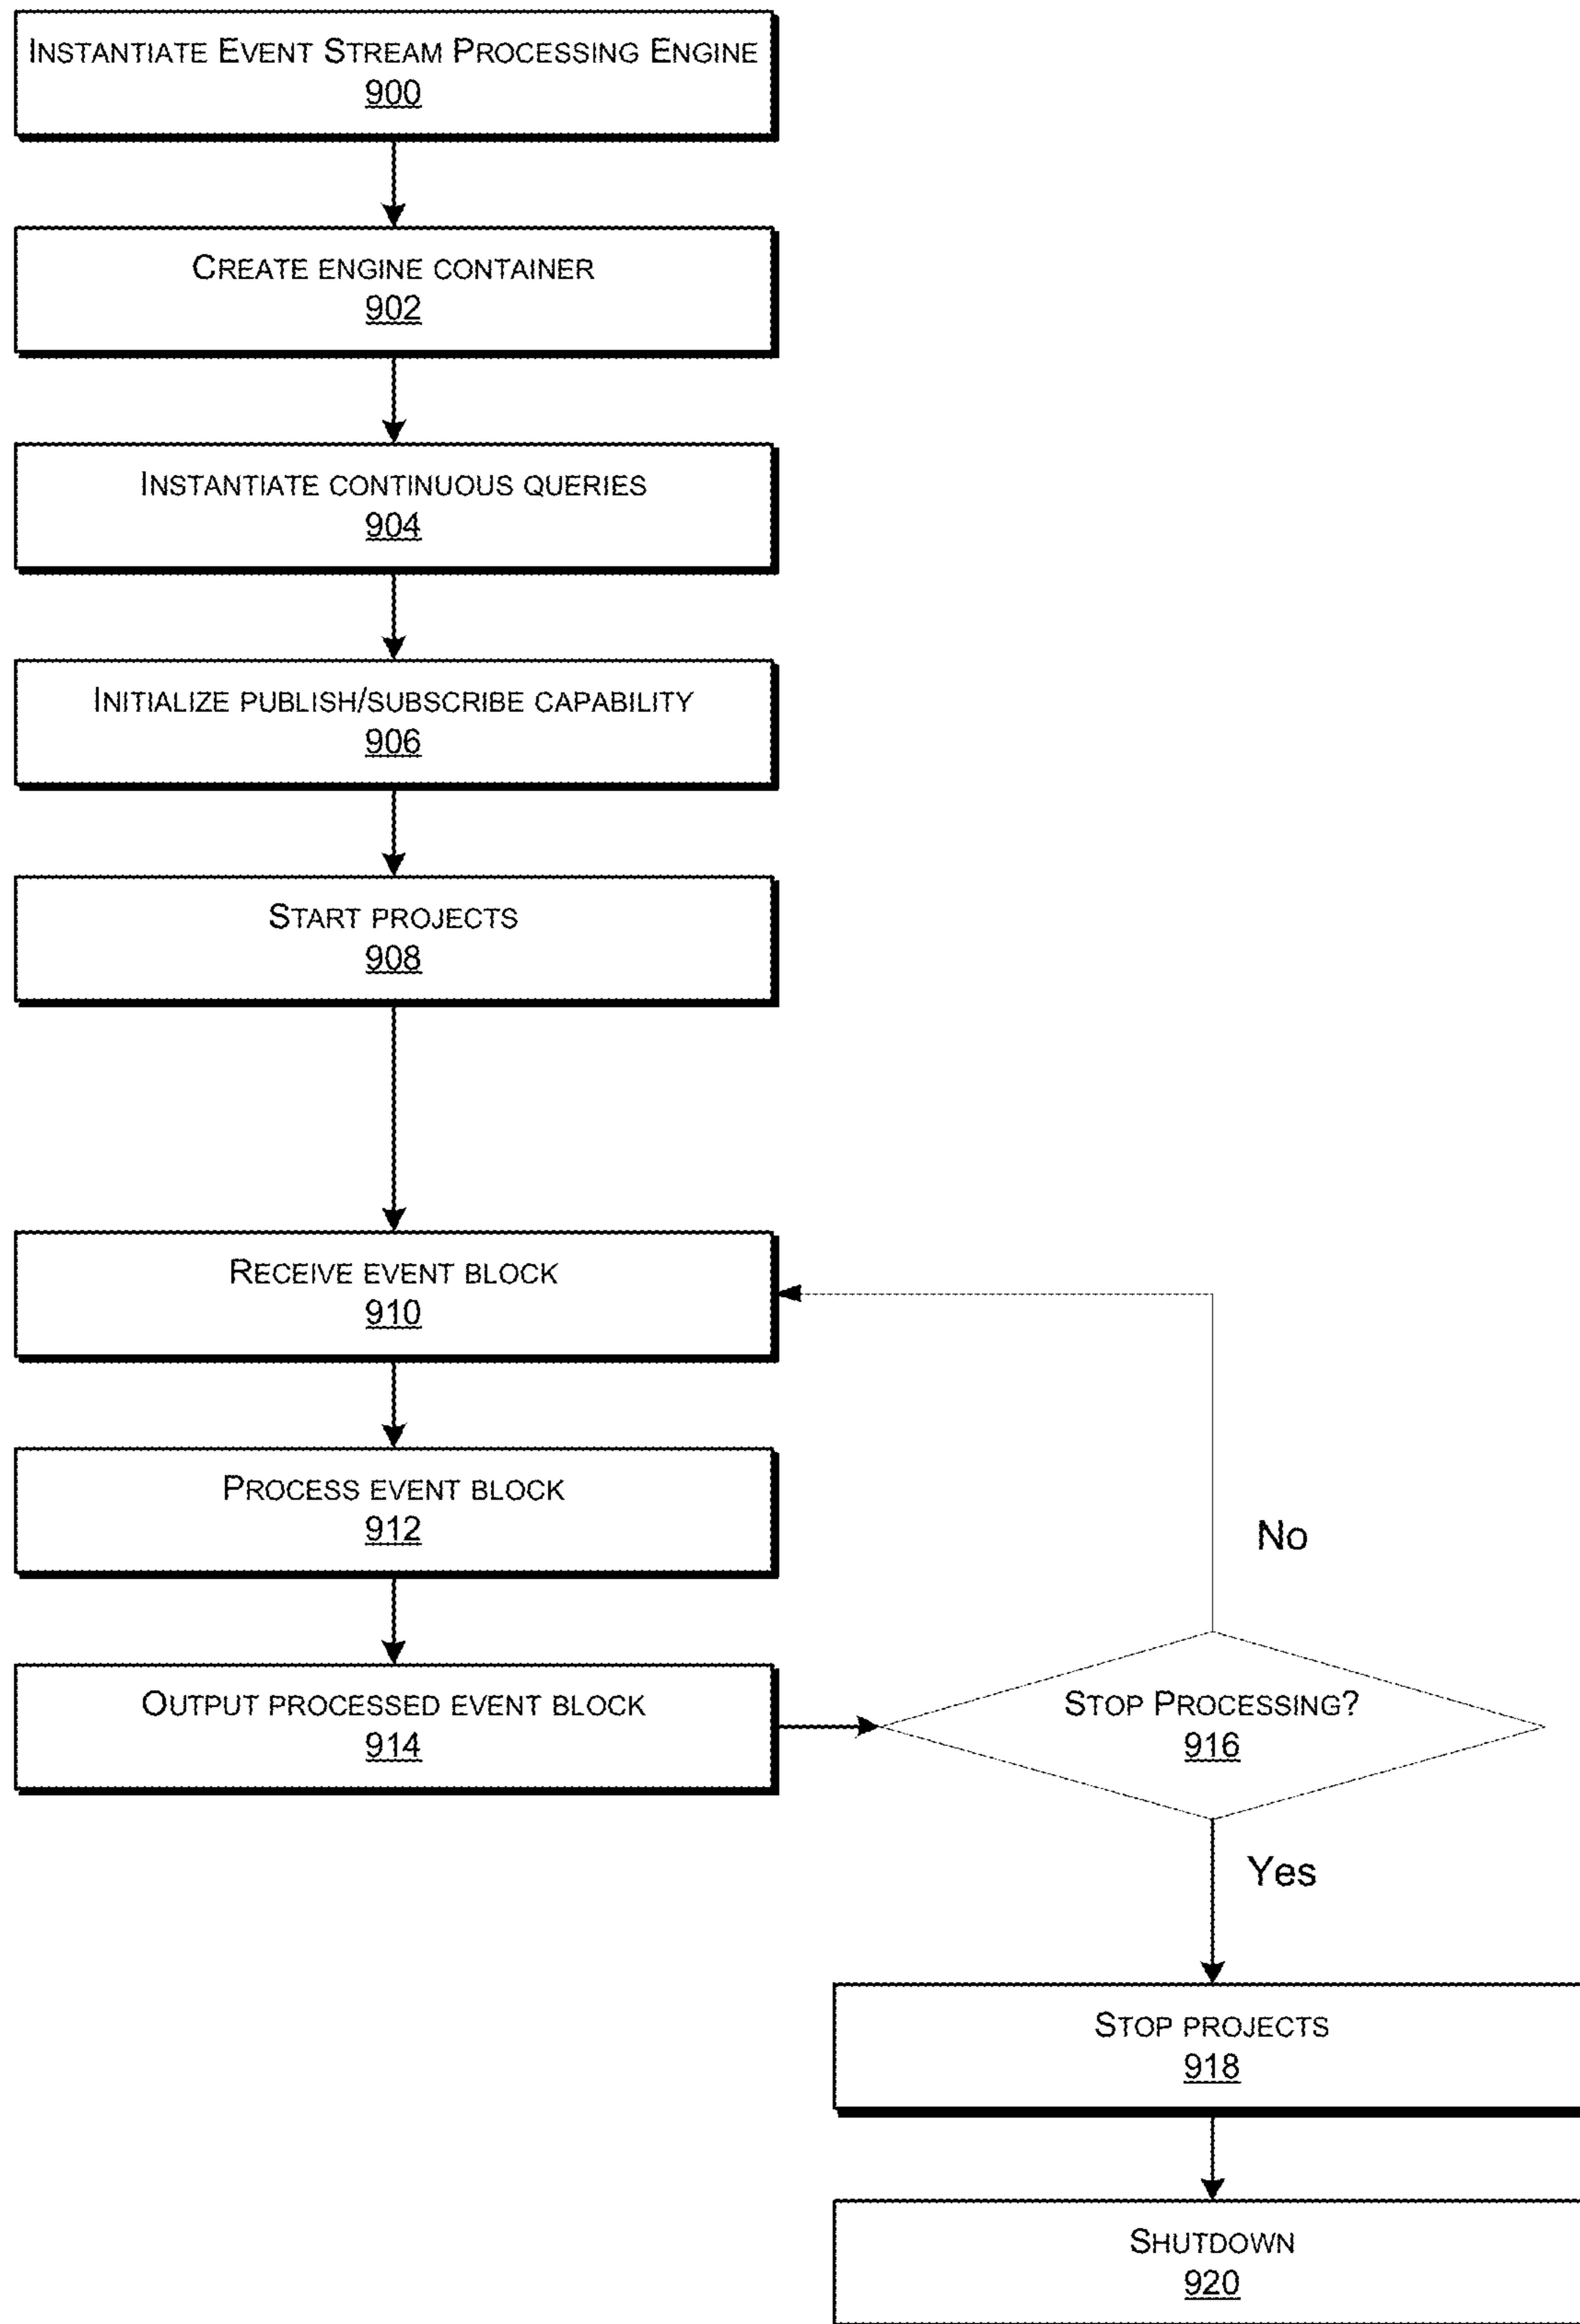 INSTANTIATE EVENT STREAM PROCESSING ENGINE
900
CREATE ENGINE CONTAINER
902
INSTANTIATE CONTINUOUS QUERIES
904
INITIALIZE PUBLISH/SUBSCRIBE CAPABILITY
906
START PROJECTS
908
RECEIVE EVENT BLOCK
910
PROCESS EVENT BLOCK
912
No
OUTPUT PROCESSED EVENT BLOCK
914
STOP PROCESSING?
916
Yes
STOP PROJECTS
918
SHUTDOWN
920